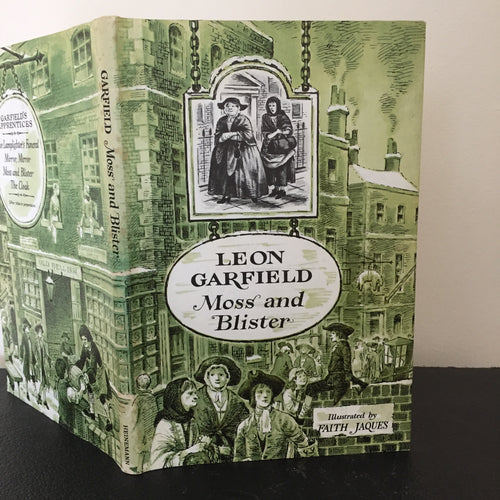 GARFIELD'S
APPRENTICES
Lamplighter's Funeral
Mirror, Mirror
Moss and Blister
The Cloak
GARFIELD Moss and Blister
HEINEMANN
LEON
GARFIELD
Moss and
Blister
Illustrated by
FAITH JAQUES